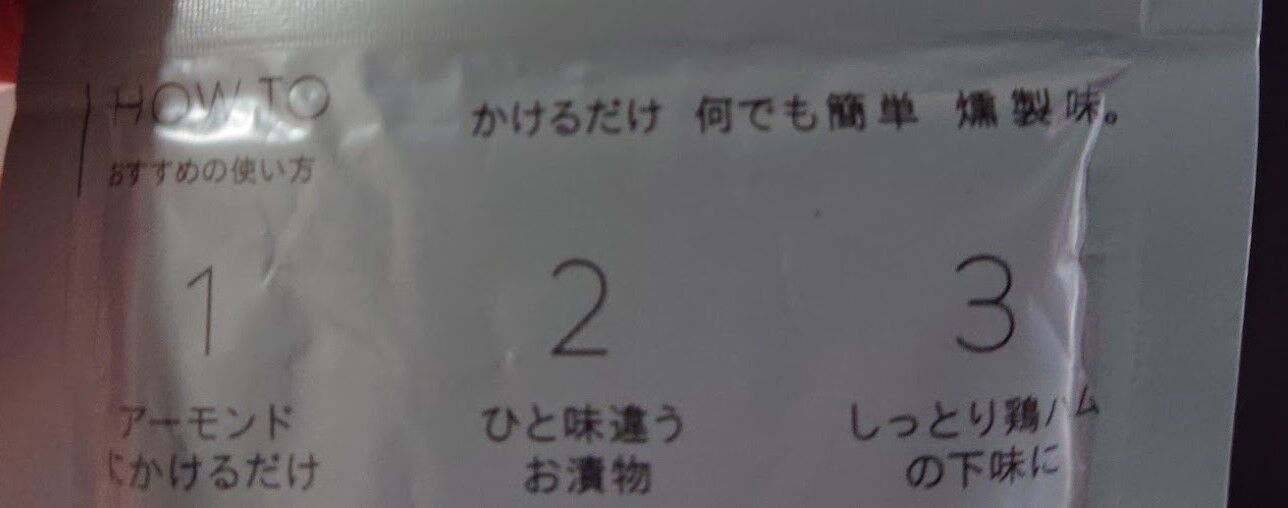 HOW TO
おすすめの使い方
かけるだけ 何でも簡単 燻製味。
1
アーモンド
にかけるだけ
2
ひと味違う
お漬物
3
しっとり鶏ハム
の下味に